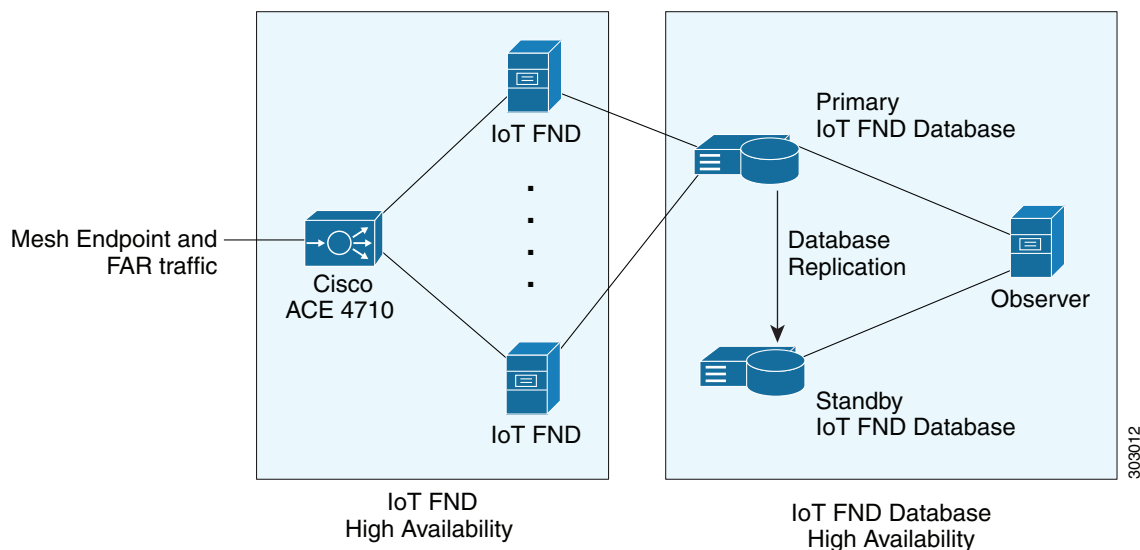 IoT FND
Primary
IoT FND Database
Mesh Endpoint and
FAR traffic
Cisco
ACE 4710
Database
Replication
Observer
IoT FND
Standby
IoT FND Database
303012
IoT FND
High Availability
IoT FND Database
High Availability